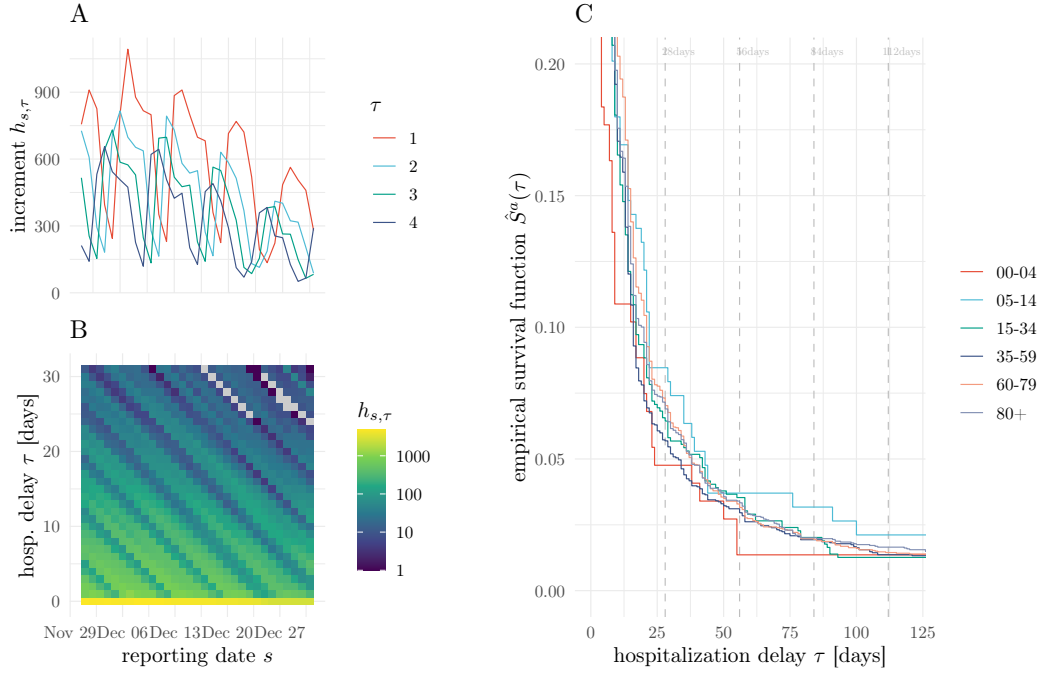 A
increment h_{s,τ}
900
600
300
0
τ
1
2
3
4
B
hosp. delay τ [days]
30
20
10
0
Nov 29 Dec 06 Dec 13 Dec 20 Dec 27
reporting date s
h_{s,τ}
1000
100
10
1
C
empirical survival function Ŝ^a(τ)
0.20
0.15
0.10
0.05
0.00
28days
56days
84days
112days
0 25 50 75 100 125
hospitalization delay τ [days]
00-04
05-14
15-34
35-59
60-79
80+